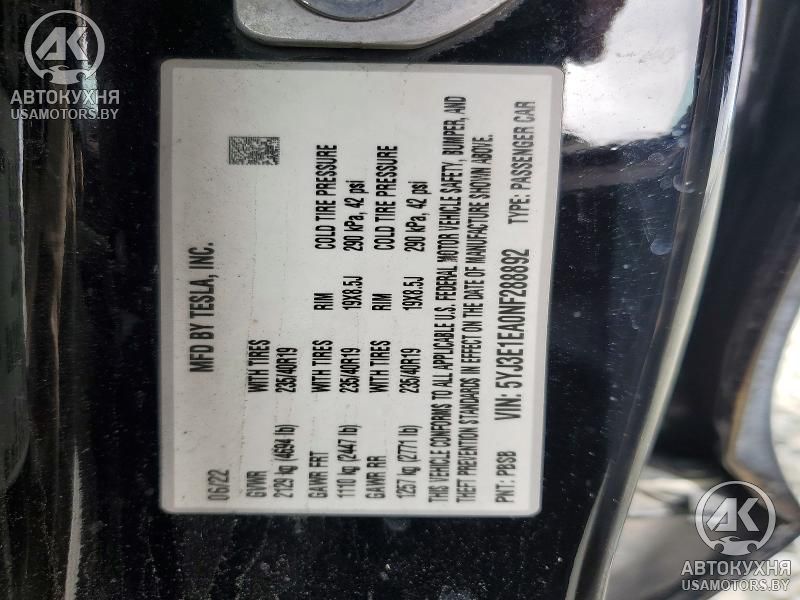 MFD BY TESLA, INC.
06/22
GVWR WITH TIRES
2129 kg (4694 lb) 235/40R19
GAWR FRT WITH TIRES RIM COLD TIRE PRESSURE
1110 kg (2447 lb) 235/40R19 19X8.5J 290 kPa, 42 psi
GAWR RR WITH TIRES RIM COLD TIRE PRESSURE
1257 kg (2771 lb) 235/40R19 19X8.5J 290 kPa, 42 psi
THIS VEHICLE CONFORMS TO ALL APPLICABLE U.S. FEDERAL MOTOR VEHICLE SAFETY, BUMPER, AND
THEFT PREVENTION STANDARDS IN EFFECT ON THE DATE OF MANUFACTURE SHOWN ABOVE.
PNT: PBSB VIN: 5YJ3E1EA0NF288892 TYPE: PASSENGER CAR
AK
АВТОКУХНЯ
USAMOTORS.BY
AK
АВТОКУХНЯ
USAMOTORS.BY